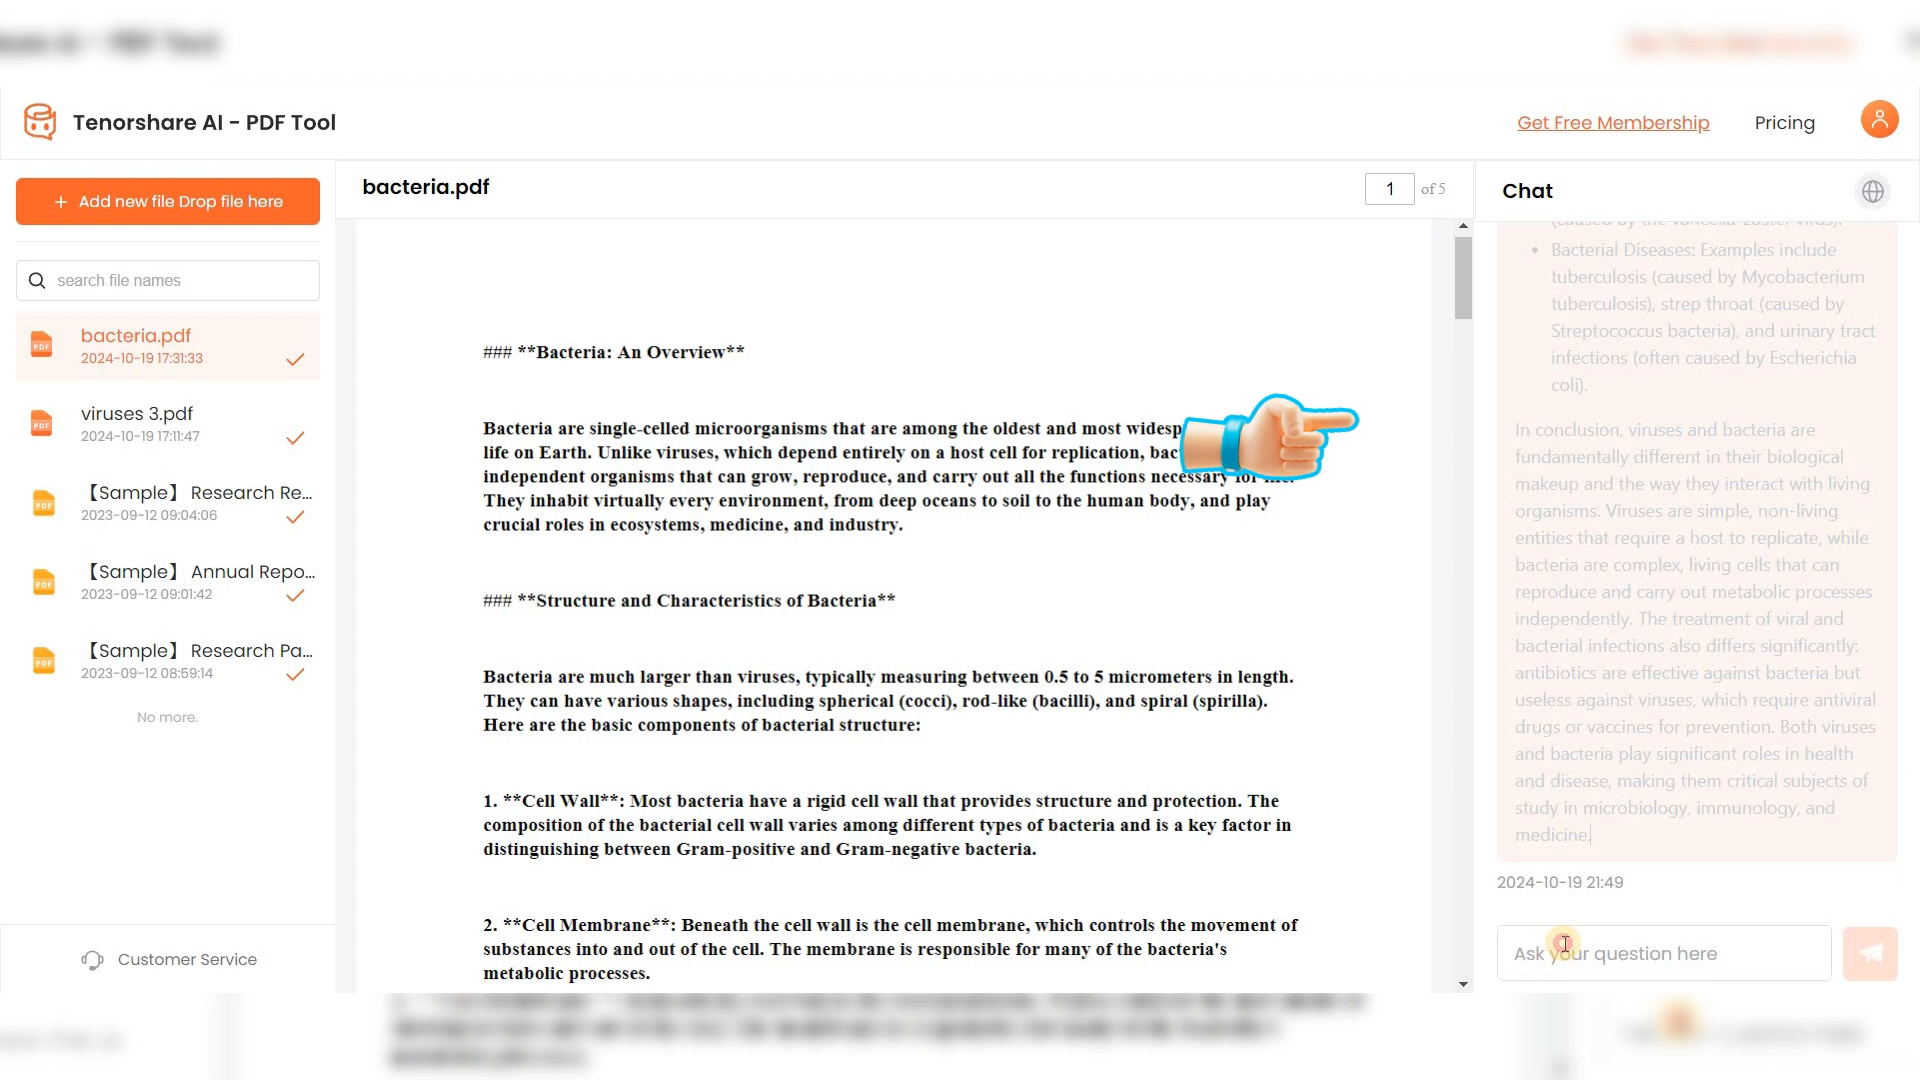 Tenorshare AI - PDF Tool
Get Free Membership
Pricing
+ Add new file Drop file here
search file names
bacteria.pdf
2024-10-19 17:31:33
viruses 3.pdf
2024-10-19 17:11:47
【Sample】 Research Re...
2023-09-12 09:04:06
【Sample】 Annual Repo...
2023-09-12 09:01:42
【Sample】 Research Pa...
2023-09-12 08:59:14
No more.
Customer Service
bacteria.pdf
1 of 5
### **Bacteria: An Overview**
Bacteria are single-celled microorganisms that are among the oldest and most
life on Earth. Unlike viruses, which depend entirely on a host cell for replication,
independent organisms that can grow, reproduce, and carry out all the functions necessary for
They inhabit virtually every environment, from deep oceans to soil to the human body, and play
crucial roles in ecosystems, medicine, and industry.
### **Structure and Characteristics of Bacteria**
Bacteria are much larger than viruses, typically measuring between 0.5 to 5 micrometers in length.
They can have various shapes, including spherical (cocci), rod-like (bacilli), and spiral (spirilla).
Here are the basic components of bacterial structure:
1. **Cell Wall**: Most bacteria have a rigid cell wall that provides structure and protection. The
composition of the bacterial cell wall varies among different types of bacteria and is a key factor in
distinguishing between Gram-positive and Gram-negative bacteria.
2. **Cell Membrane**: Beneath the cell wall is the cell membrane, which controls the movement of
substances into and out of the cell. The membrane is responsible for many of the bacteria's
metabolic processes.
Chat
• Bacterial Diseases: Examples include
tuberculosis (caused by Mycobacterium
tuberculosis), strep throat (caused by
Streptococcus bacteria), and urinary tract
infections (often caused by Escherichia
coli).
In conclusion, viruses and bacteria are
fundamentally different in their biological
makeup and the way they interact with living
organisms. Viruses are simple, non-living
entities that require a host to replicate, while
bacteria are complex, living cells that can
reproduce and carry out metabolic processes
independently. The treatment of viral and
bacterial infections also differs significantly:
antibiotics are effective against bacteria but
useless against viruses, which require antiviral
drugs or vaccines for prevention. Both viruses
and bacteria play significant roles in health
and disease, making them critical subjects of
study in microbiology, immunology, and
medicine.
2024-10-19 21:49
Ask your question here